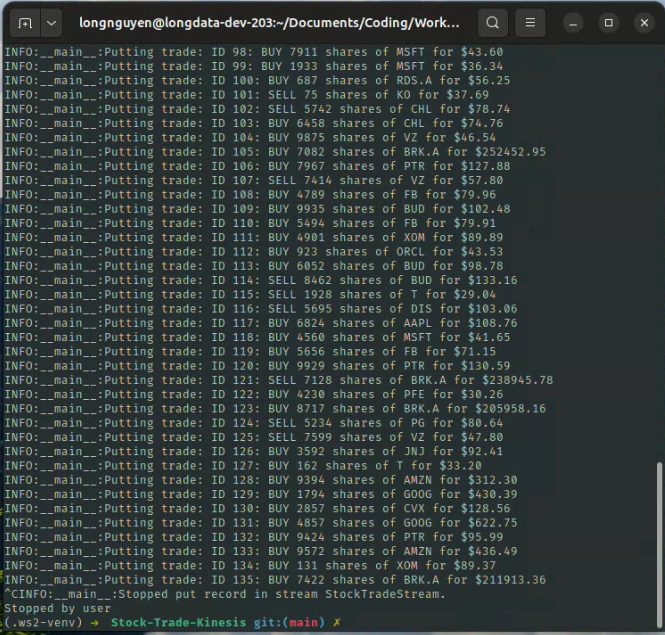 longnguyen@longdata-dev-203:~/Documents/Coding/Work...
INFO:__main__:Putting trade: ID 98: BUY 7911 shares of MSFT for $43.60
INFO:__main__:Putting trade: ID 99: BUY 1933 shares of MSFT for $36.34
INFO:__main__:Putting trade: ID 100: BUY 687 shares of RDS.A for $56.25
INFO:__main__:Putting trade: ID 101: SELL 75 shares of KO for $37.69
INFO:__main__:Putting trade: ID 102: SELL 5742 shares of CHL for $78.74
INFO:__main__:Putting trade: ID 103: BUY 6458 shares of CHL for $74.76
INFO:__main__:Putting trade: ID 104: BUY 9875 shares of VZ for $46.54
INFO:__main__:Putting trade: ID 105: BUY 7082 shares of BRK.A for $252452.95
INFO:__main__:Putting trade: ID 106: BUY 7967 shares of PTR for $127.88
INFO:__main__:Putting trade: ID 107: SELL 7414 shares of VZ for $57.80
INFO:__main__:Putting trade: ID 108: BUY 4789 shares of FB for $79.96
INFO:__main__:Putting trade: ID 109: BUY 9935 shares of BUD for $102.48
INFO:__main__:Putting trade: ID 110: BUY 5494 shares of FB for $79.91
INFO:__main__:Putting trade: ID 111: BUY 4901 shares of XOM for $89.89
INFO:__main__:Putting trade: ID 112: BUY 923 shares of ORCL for $43.53
INFO:__main__:Putting trade: ID 113: BUY 6052 shares of BUD for $98.78
INFO:__main__:Putting trade: ID 114: SELL 8462 shares of BUD for $133.16
INFO:__main__:Putting trade: ID 115: SELL 1928 shares of T for $29.04
INFO:__main__:Putting trade: ID 116: SELL 5695 shares of DIS for $103.06
INFO:__main__:Putting trade: ID 117: BUY 6824 shares of AAPL for $108.76
INFO:__main__:Putting trade: ID 118: BUY 4560 shares of MSFT for $41.65
INFO:__main__:Putting trade: ID 119: BUY 5656 shares of FB for $71.15
INFO:__main__:Putting trade: ID 120: BUY 9929 shares of PTR for $130.59
INFO:__main__:Putting trade: ID 121: SELL 7128 shares of BRK.A for $238945.78
INFO:__main__:Putting trade: ID 122: BUY 4230 shares of PFE for $30.26
INFO:__main__:Putting trade: ID 123: BUY 8717 shares of BRK.A for $205958.16
INFO:__main__:Putting trade: ID 124: SELL 5234 shares of PG for $80.64
INFO:__main__:Putting trade: ID 125: SELL 7599 shares of VZ for $47.80
INFO:__main__:Putting trade: ID 126: BUY 3592 shares of JNJ for $92.41
INFO:__main__:Putting trade: ID 127: BUY 162 shares of T for $33.20
INFO:__main__:Putting trade: ID 128: BUY 9394 shares of AMZN for $312.30
INFO:__main__:Putting trade: ID 129: BUY 1794 shares of GOOG for $430.39
INFO:__main__:Putting trade: ID 130: BUY 2857 shares of CVX for $128.56
INFO:__main__:Putting trade: ID 131: BUY 4857 shares of GOOG for $622.75
INFO:__main__:Putting trade: ID 132: BUY 9424 shares of PTR for $95.99
INFO:__main__:Putting trade: ID 133: BUY 9572 shares of AMZN for $436.49
INFO:__main__:Putting trade: ID 134: BUY 131 shares of XOM for $89.37
INFO:__main__:Putting trade: ID 135: BUY 7422 shares of BRK.A for $211913.36
^CINFO:__main__:Stopped put record in stream StockTradeStream.
Stopped by user
(.ws2-venv) → Stock-Trade-Kinesis git:(main) ✗